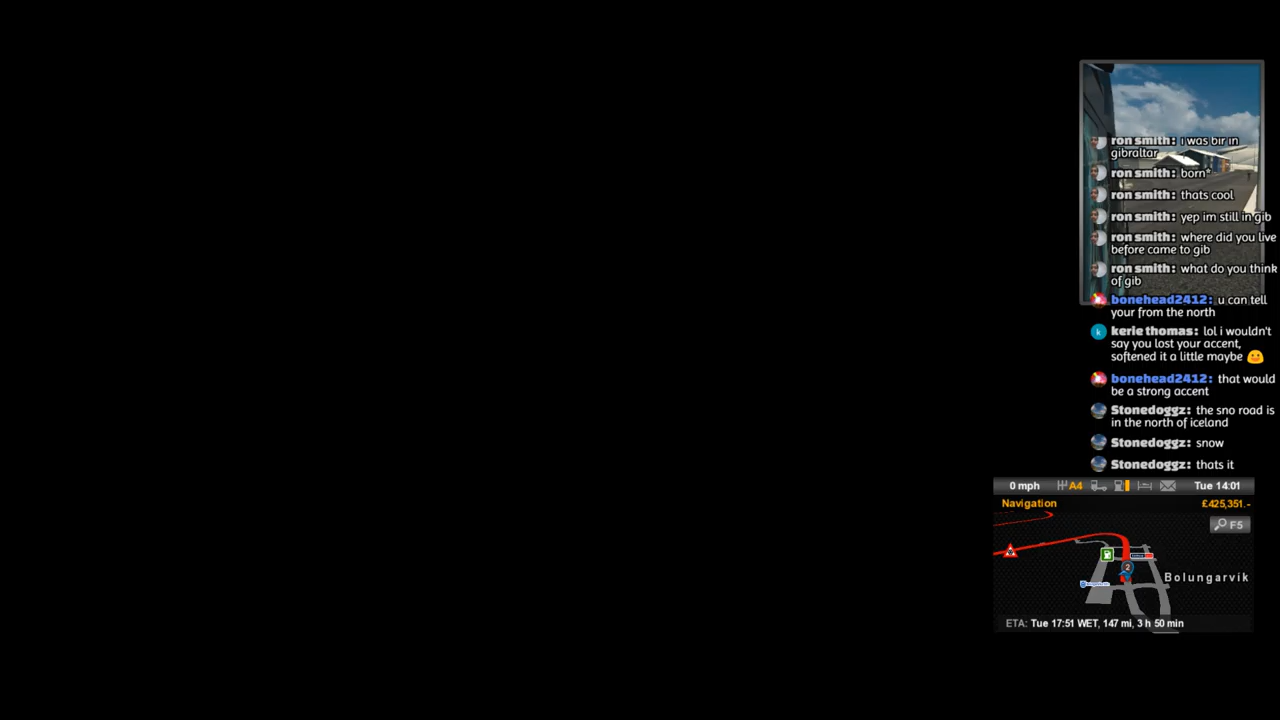 ron smith: i was bir in
gibraltar
ron smith: born*
ron smith: thats cool
ron smith: yep im still in gib
ron smith: where did you live
before came to gib
ron smith: what do you think
of gib
bonehead2412: u can tell
your from the north
k kerie thomas: lol i wouldn't
say you lost your accent,
softened it a little maybe
bonehead2412: that would
be a strong accent
Stonedoggz: the sno road is
in the north of iceland
Stonedoggz: snow
Stonedoggz: thats it
0 mph A4 Tue 14:01
Navigation £425,351.-
F5
2
Bolungarvik
ETA: Tue 17:51 WET, 147 mi, 3 h 50 min